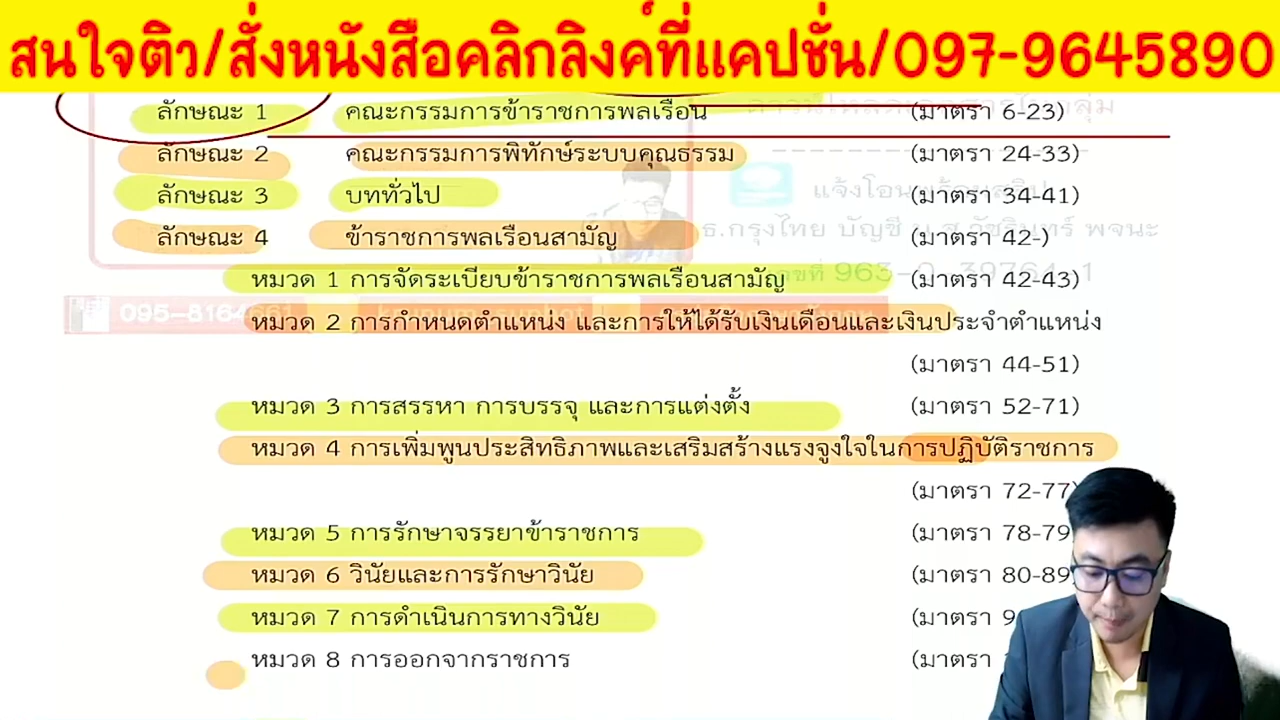 สนใจติว/สั่งหนังสือคลิกลิงค์ที่แคปชั่น/097-9645890
ลักษณะ 1 คณะกรรมการข้าราชการพลเรือน (มาตรา 6-23)
ลักษณะ 2 คณะกรรมการพิทักษ์ระบบคุณธรรม (มาตรา 24-33)
ลักษณะ 3 บททั่วไป (มาตรา 34-41)
ลักษณะ 4 ข้าราชการพลเรือนสามัญ (มาตรา 42-)
ธ.กรุงไทย บัญชี
หมวด 1 การจัดระเบียบข้าราชการพลเรือนสามัญ (มาตรา 42-43)
หมวด 2 การกำหนดตำแหน่ง และการให้ได้รับเงินเดือนและเงินประจำตำแหน่ง
(มาตรา 44-51)
หมวด 3 การสรรหา การบรรจุ และการแต่งตั้ง (มาตรา 52-71)
หมวด 4 การเพิ่มพูนประสิทธิภาพและเสริมสร้างแรงจูงใจในการปฏิบัติราชการ
(มาตรา 72-77)
หมวด 5 การรักษาจรรยาข้าราชการ (มาตรา 78-79
หมวด 6 วินัยและการรักษาวินัย (มาตรา 80-89
หมวด 7 การดำเนินการทางวินัย (มาตรา 9
หมวด 8 การออกจากราชการ (มาตรา